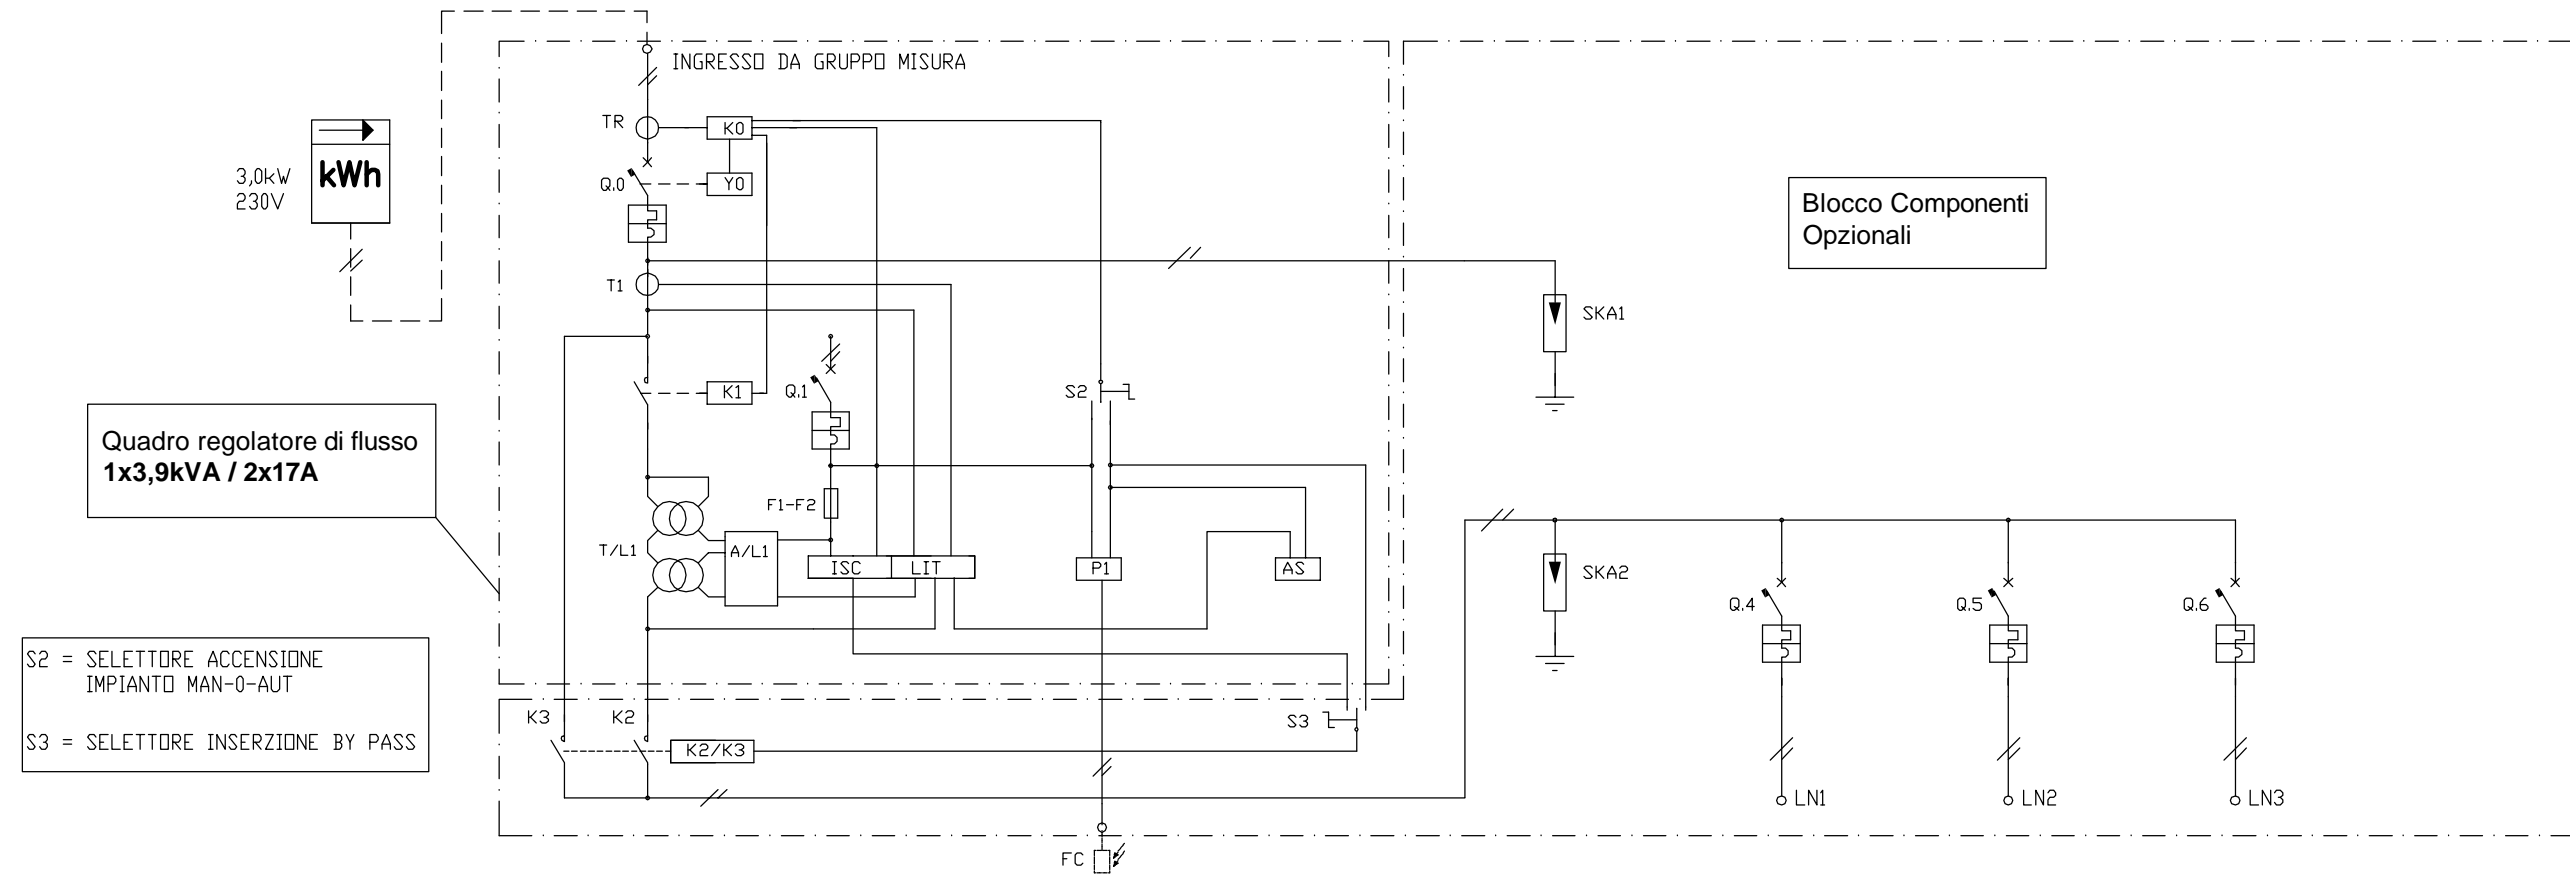 INGRESSO DA GRUPPO MISURA
TR
K0
kWh
3,0kW
230V
Q.0
Y0
Blocco Componenti
Opzionali
T1
SKA1
K1
Q.1
S2
Quadro regolatore di flusso
1x3,9kVA / 2x17A
F1-F2
T/L1
A/L1
ISC
LIT
P1
AS
SKA2
Q.4
Q.5
Q.6
S2 = SELETTORE ACCENSIONE
IMPIANTO MAN-0-AUT
S3 = SELETTORE INSERZIONE BY PASS
K3
K2
S3
K2/K3
LN1
LN2
LN3
FC